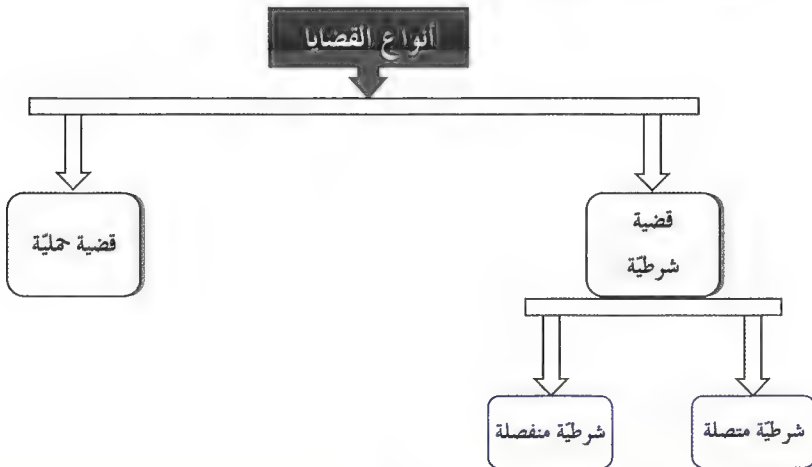 أنواع القضايا
قضية
شرطيّة
قضية حمليّة
شرطيّة متصلة
شرطيّة منفصلة